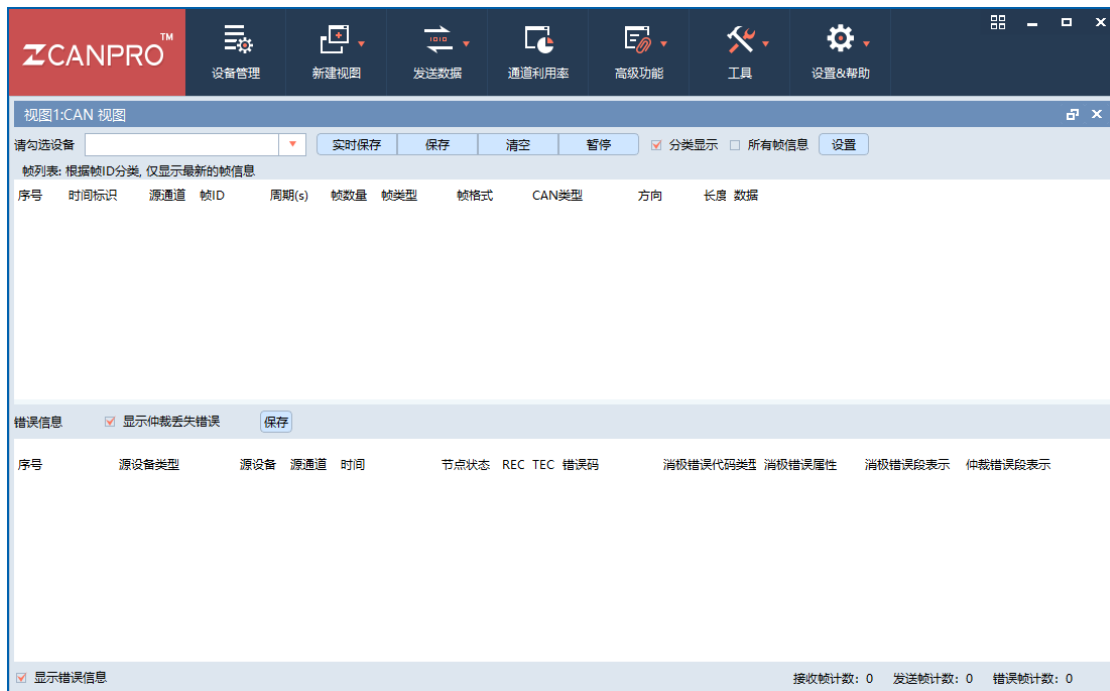 ZCANPRO™
设备管理 新建视图 发送数据 通道利用率 高级功能 工具 设置&帮助
视图1:CAN 视图
请勾选设备 实时保存 保存 清空 暂停 分类显示 所有帧信息 设置
帧列表: 根据帧ID分类, 仅显示最新的帧信息
序号 时间标识 源通道 帧ID 周期(s) 帧数量 帧类型 帧格式 CAN类型 方向 长度 数据
错误信息 显示仲裁丢失错误 保存
序号 源设备类型 源设备 源通道 时间 节点状态 REC TEC 错误码 消极错误代码类型 消极错误属性 消极错误段表示 仲裁错误段表示
显示错误信息 接收帧计数: 0 发送帧计数: 0 错误帧计数: 0